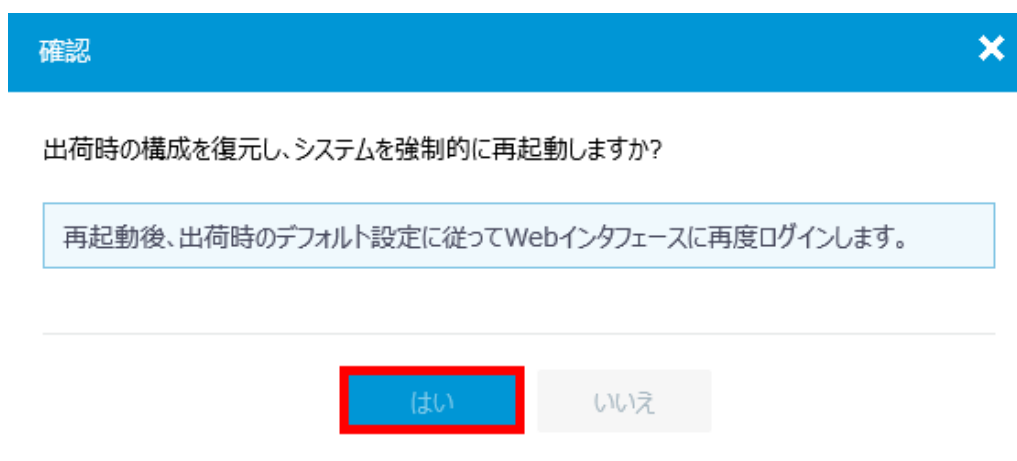 確認
出荷時の構成を復元し、システムを強制的に再起動しますか?
再起動後、出荷時のデフォルト設定に従ってWebインタフェースに再度ログインします。
はい
いいえ